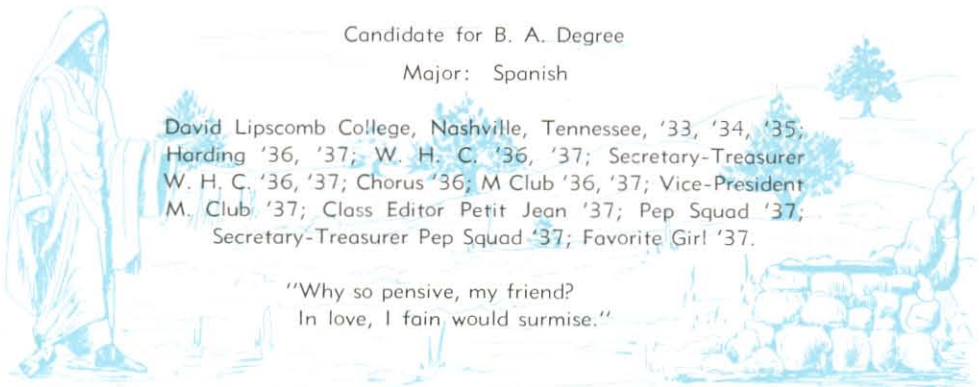 Candidate for B. A. Degree
Major: Spanish
David Lipscomb College, Nashville, Tennessee, '33, '34, '35;
Harding '36, '37; W. H. C. '36, '37; Secretary-Treasurer
W. H. C. '36, '37; Chorus '36; M Club '36, '37; Vice-President
M. Club '37; Class Editor Petit Jean '37; Pep Squad '37;
Secretary-Treasurer Pep Squad '37; Favorite Girl '37.
"Why so pensive, my friend?
In love, I fain would surmise."